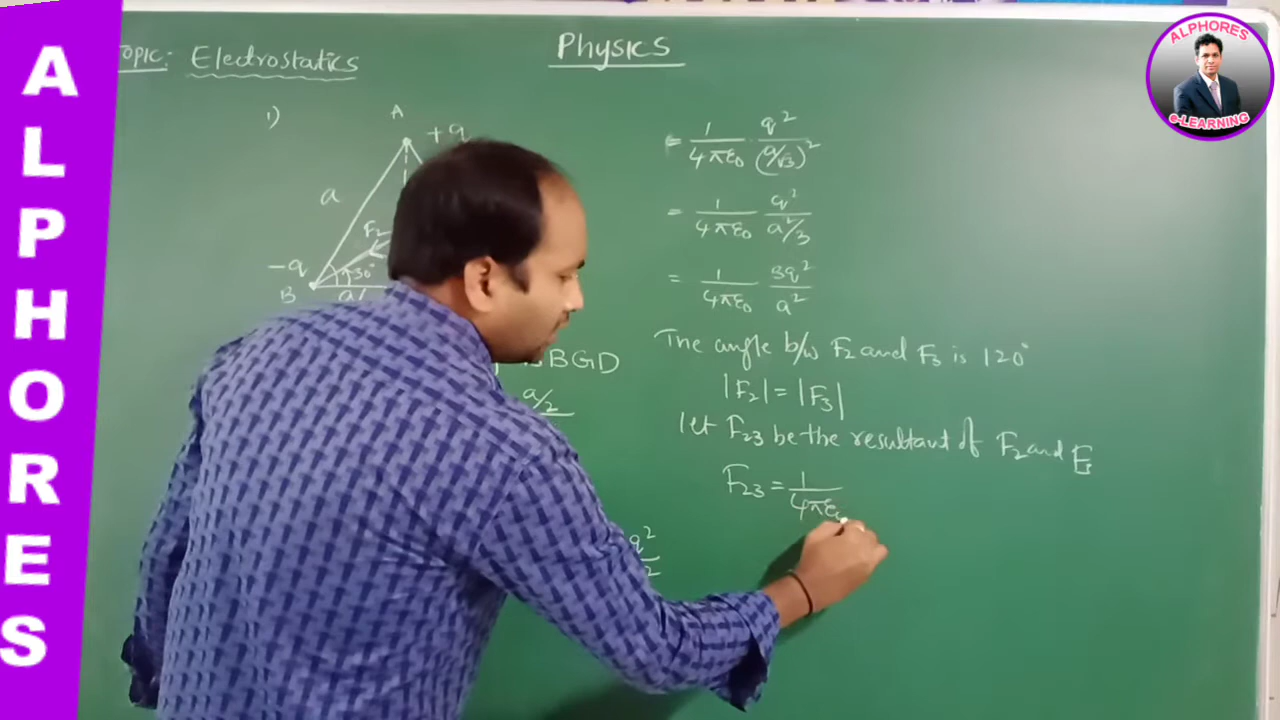 ALPHORES
TOPIC: Electrostatics
Physics
ALPHORES
e-LEARNING
1)
A
+q
a
F2
-q
30°
B
a/
BGD
a/2
q²
2
= 1/4πε0 · q²/(a/√3)²
= 1/4πε0 q²/a²/3
= 1/4πε0 3q²/a²
The angle b/w F2 and F3 is 120°
|F2| = |F3|
let F23 be the resultant of F2 and F
F23 = 1/4πε0